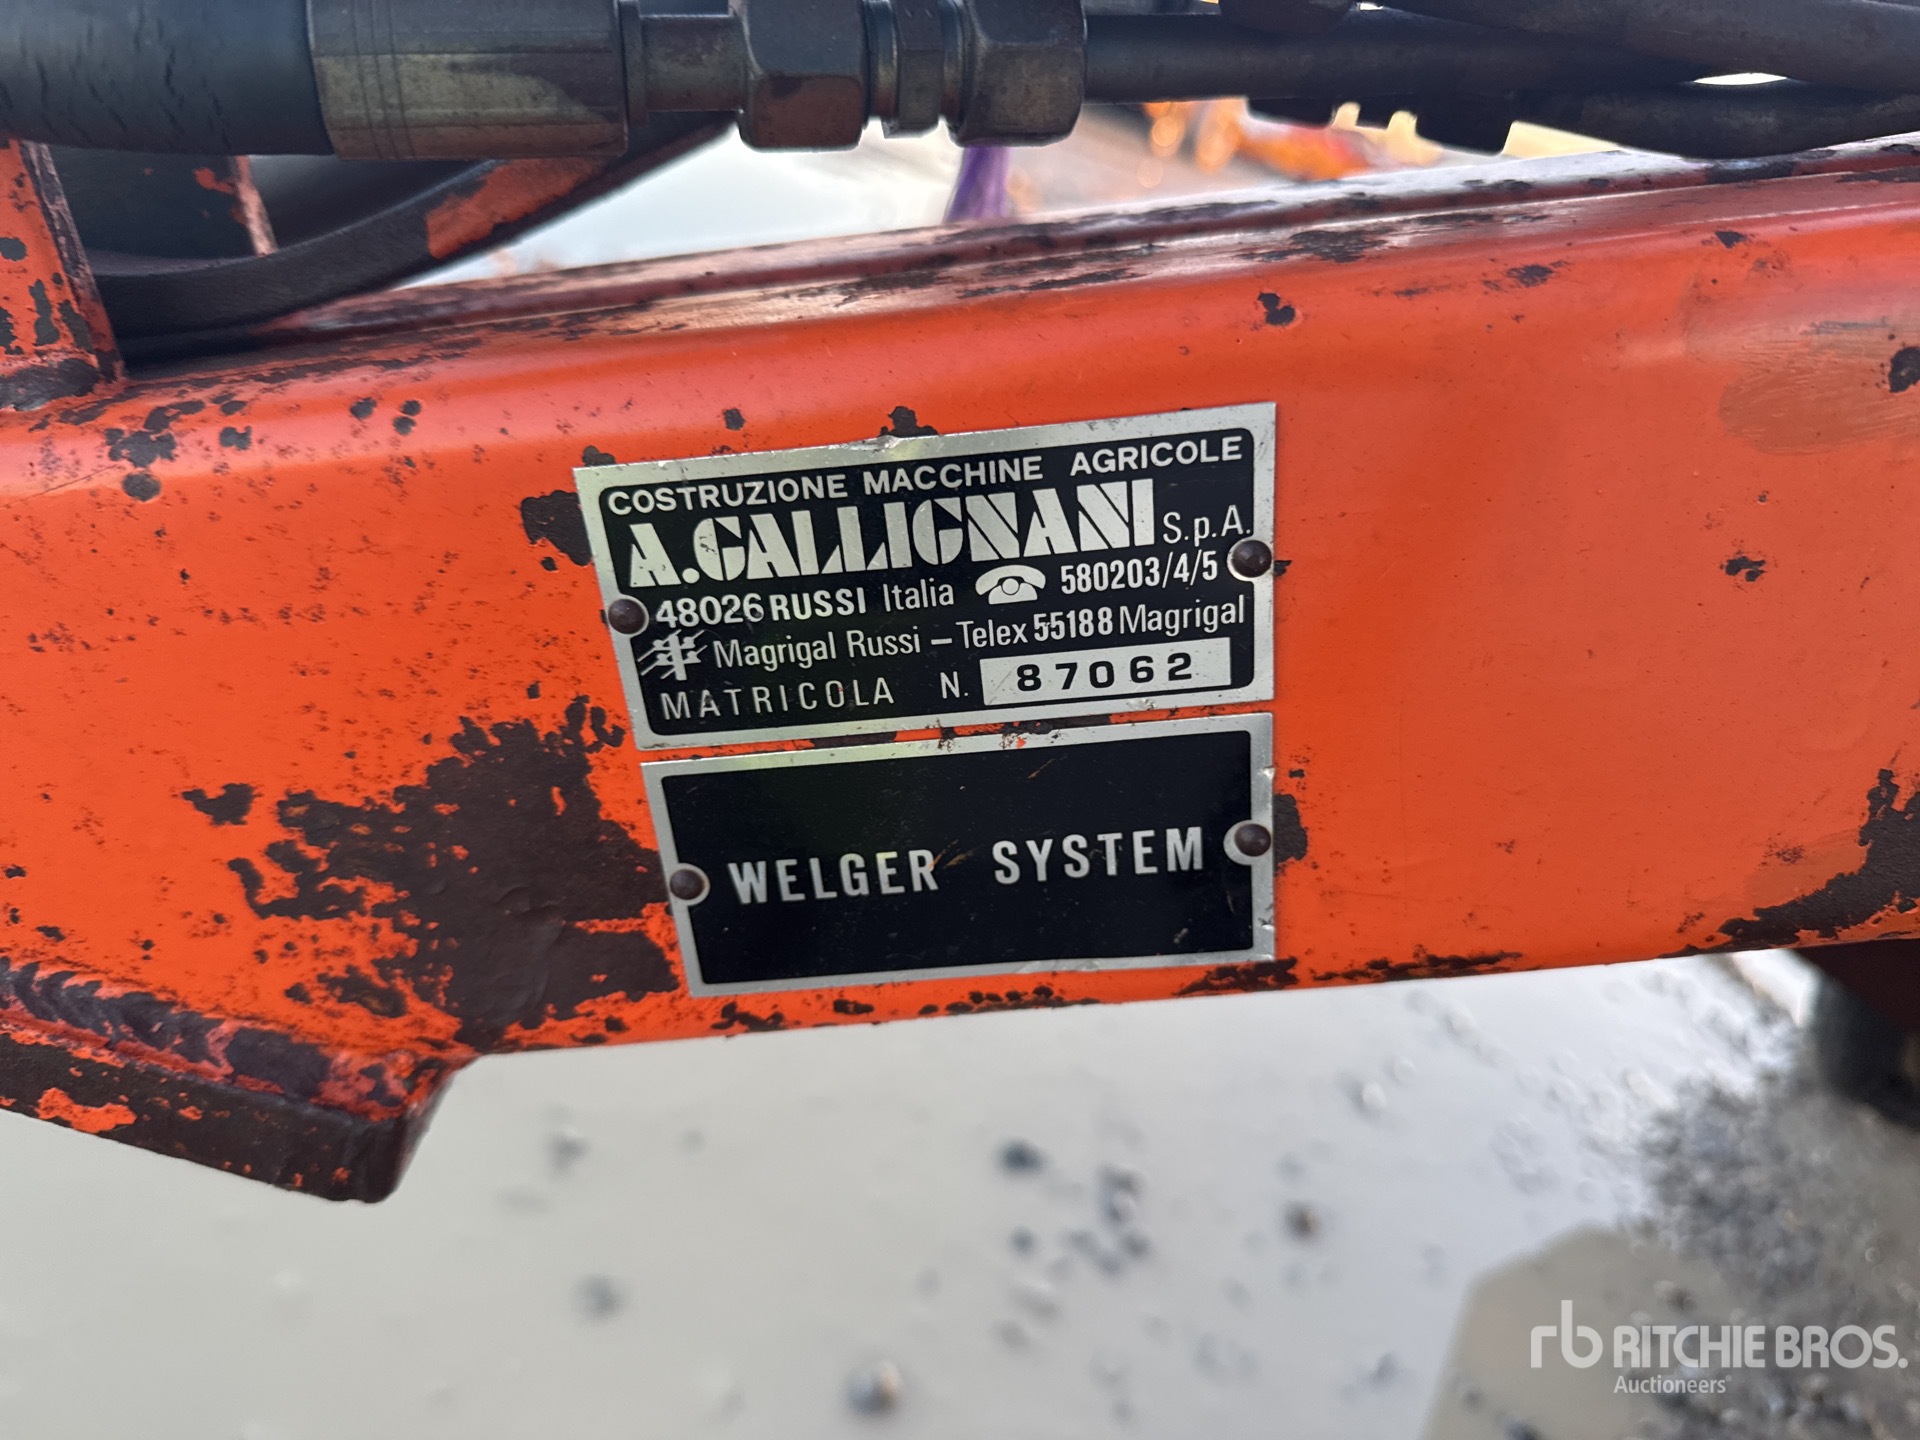 COSTRUZIONE MACCHINE AGRICOLE
A.GALLIGNANI S.p.A.
48026 RUSSI Italia 580203/4/5
Magrigal Russi – Telex 55188 Magrigal
MATRICOLA N. 87062
WELGER SYSTEM
rb RITCHIE BROS.
Auctioneers